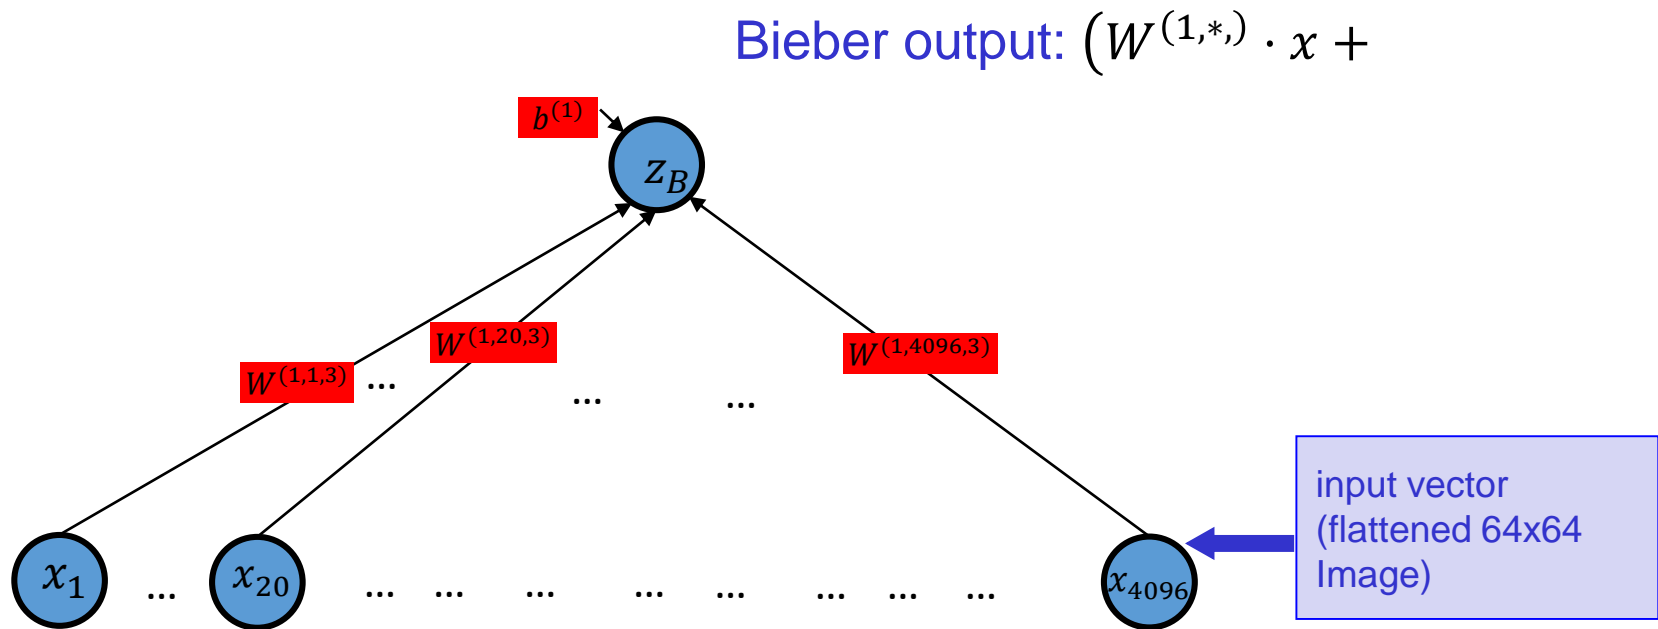 Bieber output: (W^(1,*,) · x +
b^(1)
z_B
W^(1,20,3)
W^(1,4096,3)
W^(1,1,3) ...
... ...
input vector
(flattened 64x64
Image)
x_1 ... x_20 ... ... ... ... ... ... ... ... x_4096